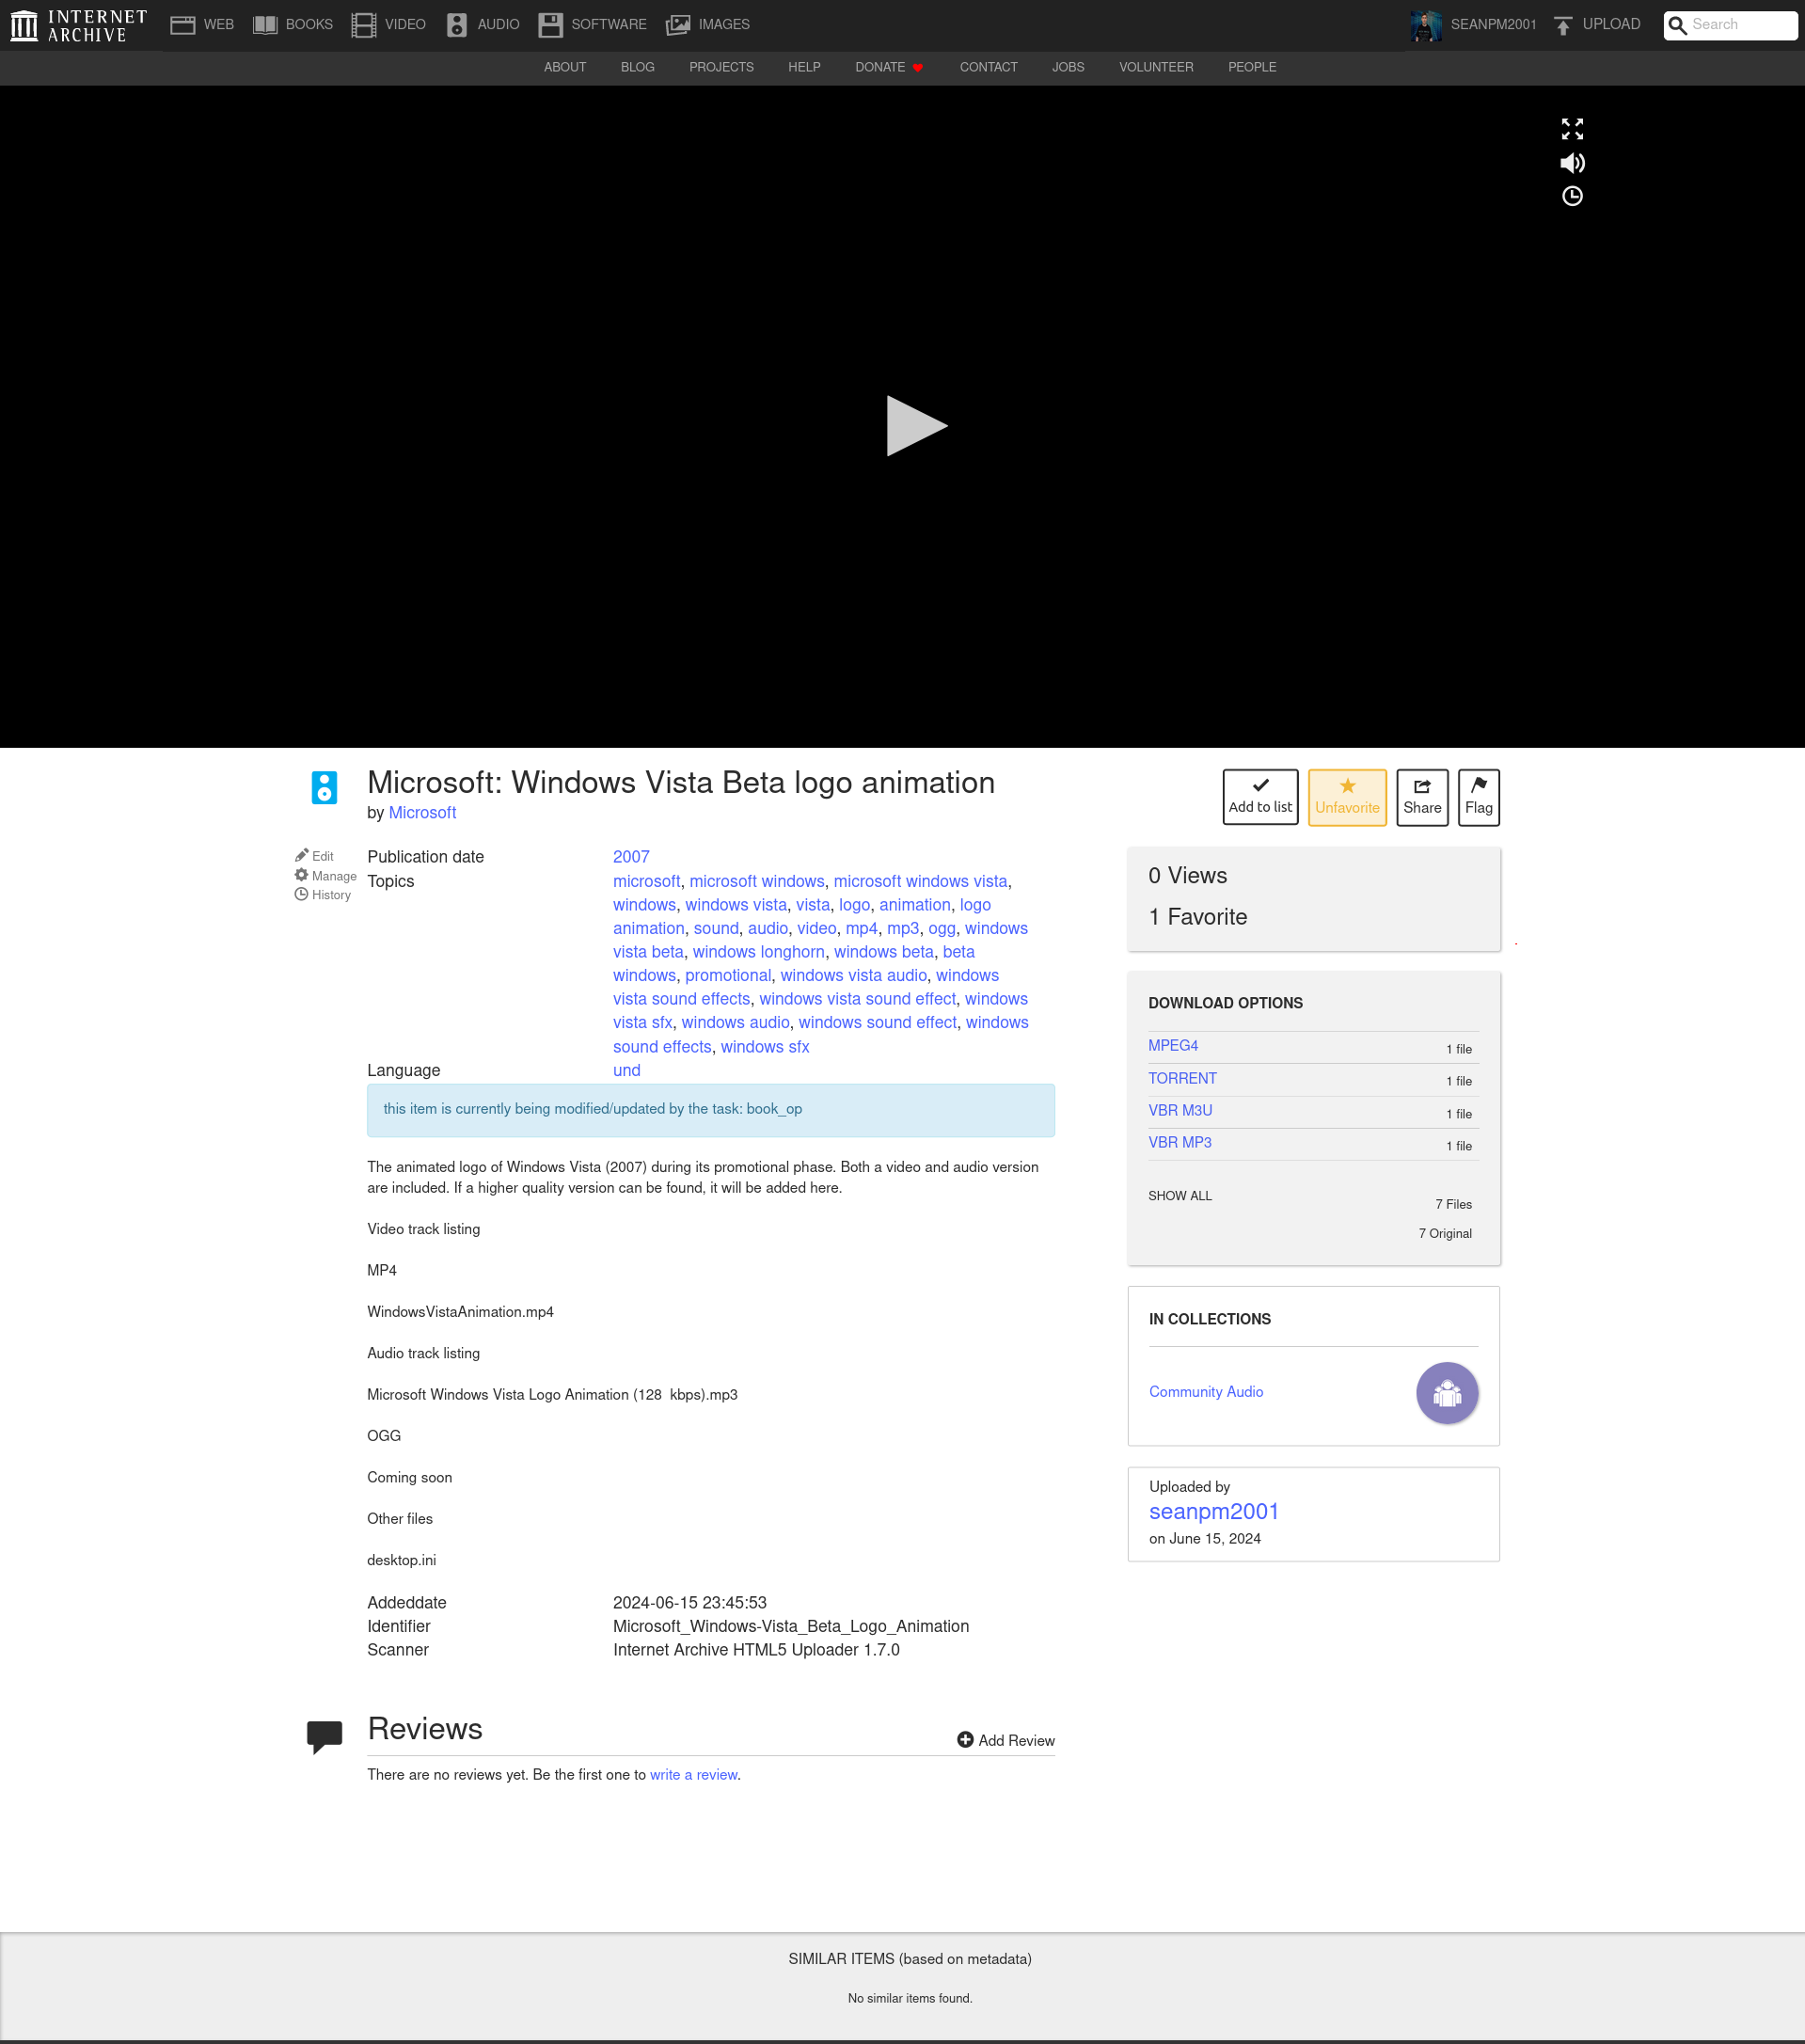 INTERNET ARCHIVE
WEB BOOKS VIDEO AUDIO SOFTWARE IMAGES SEANPM2001 UPLOAD Search
ABOUT BLOG PROJECTS HELP DONATE CONTACT JOBS VOLUNTEER PEOPLE
Microsoft: Windows Vista Beta logo animation
by Microsoft
Add to list Unfavorite Share Flag
Edit
Manage
History
Publication date 2007
Topics microsoft, microsoft windows, microsoft windows vista,
windows, windows vista, vista, logo, animation, logo
animation, sound, audio, video, mp4, mp3, ogg, windows
vista beta, windows longhorn, windows beta, beta
windows, promotional, windows vista audio, windows
vista sound effects, windows vista sound effect, windows
vista sfx, windows audio, windows sound effect, windows
sound effects, windows sfx
Language und
this item is currently being modified/updated by the task: book_op
The animated logo of Windows Vista (2007) during its promotional phase. Both a video and audio version
are included. If a higher quality version can be found, it will be added here.
Video track listing
MP4
WindowsVistaAnimation.mp4
Audio track listing
Microsoft Windows Vista Logo Animation (128  kbps).mp3
OGG
Coming soon
Other files
desktop.ini
Addeddate 2024-06-15 23:45:53
Identifier Microsoft_Windows-Vista_Beta_Logo_Animation
Scanner Internet Archive HTML5 Uploader 1.7.0
0 Views
1 Favorite
DOWNLOAD OPTIONS
MPEG4 1 file
TORRENT 1 file
VBR M3U 1 file
VBR MP3 1 file
SHOW ALL 7 Files
7 Original
IN COLLECTIONS
Community Audio
Uploaded by
seanpm2001
on June 15, 2024
Reviews
Add Review
There are no reviews yet. Be the first one to write a review.
SIMILAR ITEMS (based on metadata)
No similar items found.